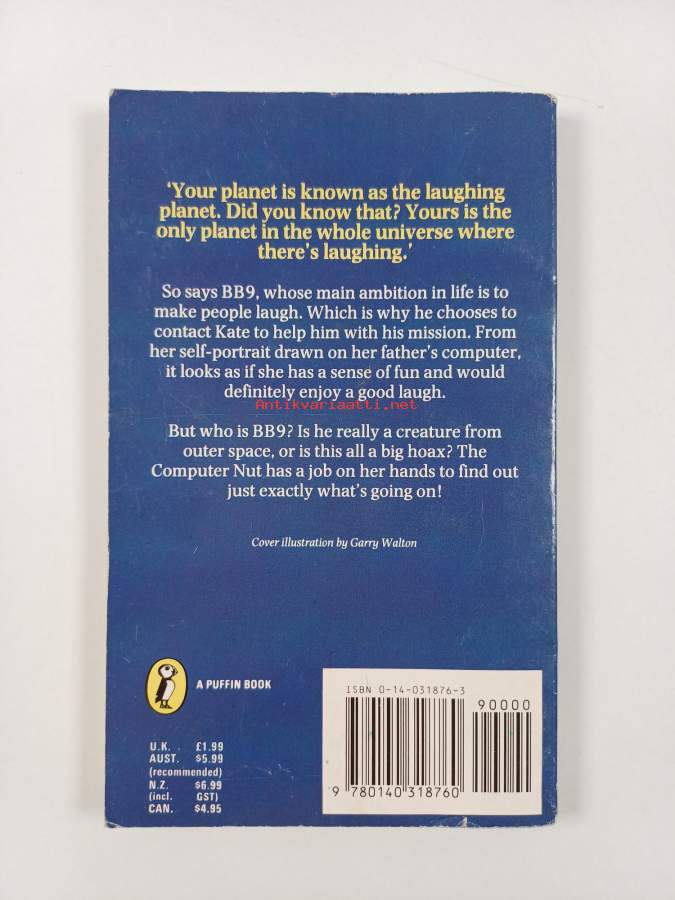 ‘Your planet is known as the laughing
planet. Did you know that? Yours is the
only planet in the whole universe where
there's laughing.’
So says BB9, whose main ambition in life is to
make people laugh. Which is why he chooses to
contact Kate to help him with his mission. From
her self-portrait drawn on her father's computer,
it looks as if she has a sense of fun and would
definitely enjoy a good laugh.
Antikvariaatti.net
But who is BB9? Is he really a creature from
outer space, or is this all a big hoax? The
Computer Nut has a job on her hands to find out
just exactly what's going on!
Cover illustration by Garry Walton
A PUFFIN BOOK
U.K. . £1.99
AUST. $5.99
(recommended)
N.Z. $6.99
(incl. GST)
CAN. $4.95
ISBN 0-14-031876-3
90000
9 780140 318760